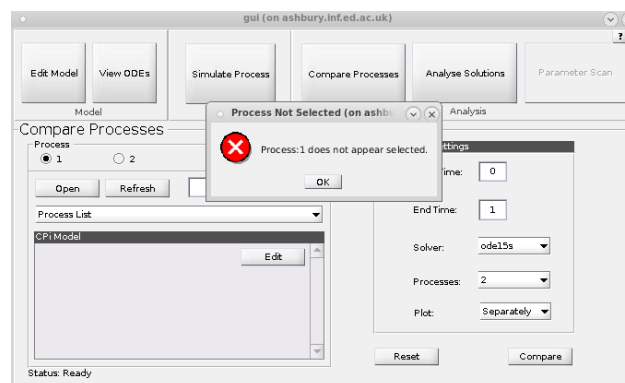 gui (on ashbury.inf.ed.ac.uk)
?
Edit Model
View ODEs
Simulate Process
Compare Processes
Analyse Solutions
Parameter Scan
Model
Analysis
Compare Processes
Process
1
2
Open
Refresh
Process List
CPi Model
Edit
Status: Ready
Process Not Selected (on ashbu
Process:1 does not appear selected.
OK
ettings
ime:
0
End Time:
1
Solver:
ode15s
Processes:
2
Plot:
Separately
Reset
Compare